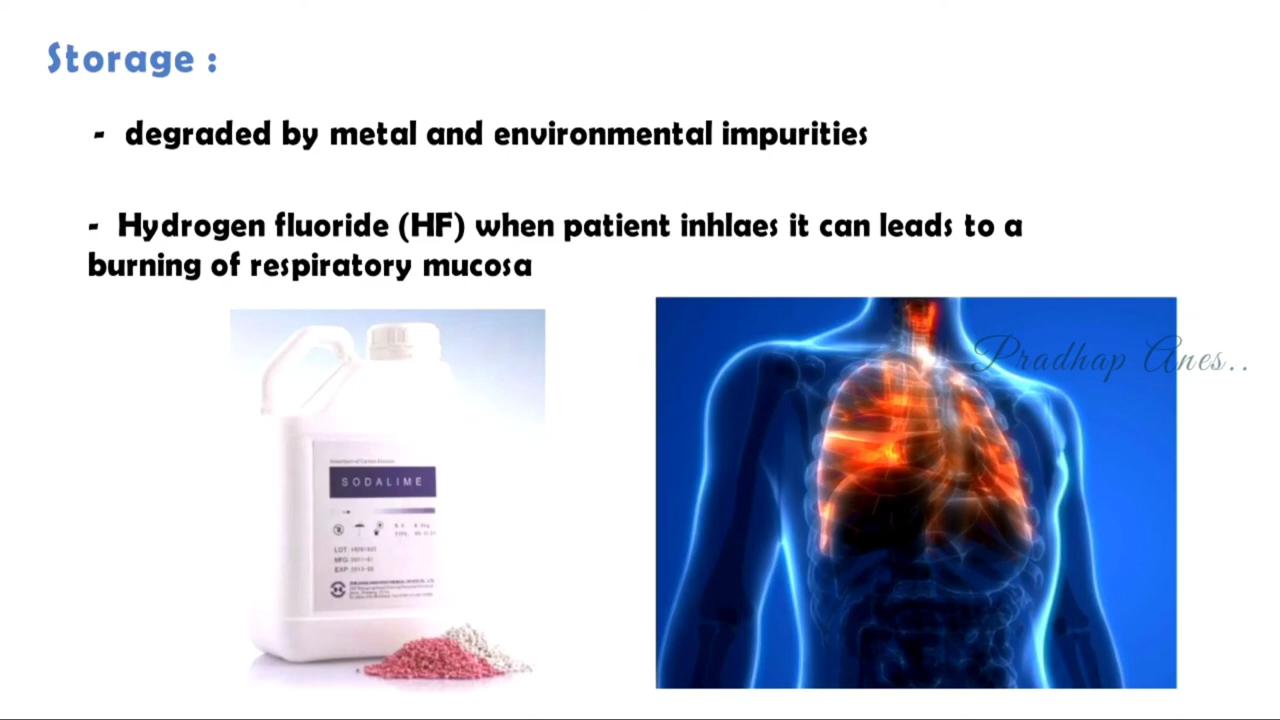 Storage :
- degraded by metal and environmental impurities
- Hydrogen fluoride (HF) when patient inhlaes it can leads to a
burning of respiratory mucosa
Pradhap Anes..
SODALIME
LOT
MFG
EXP